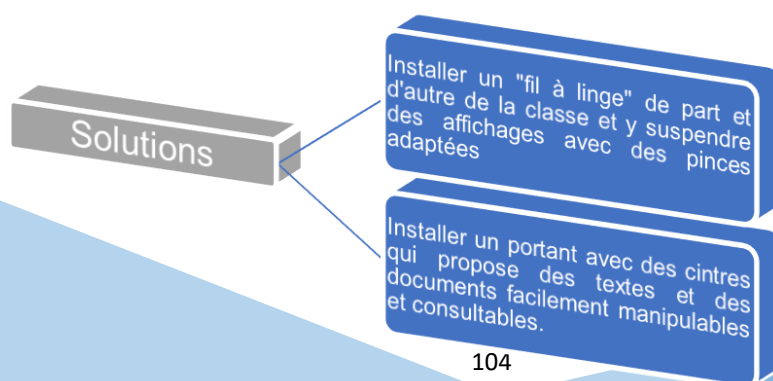 Solutions
Installer un "fil à linge" de part et
d'autre de la classe et y suspendre
des affichages avec des pinces
adaptées
Installer un portant avec des cintres
qui propose des textes et des
documents facilement manipulables
et consultables.
104